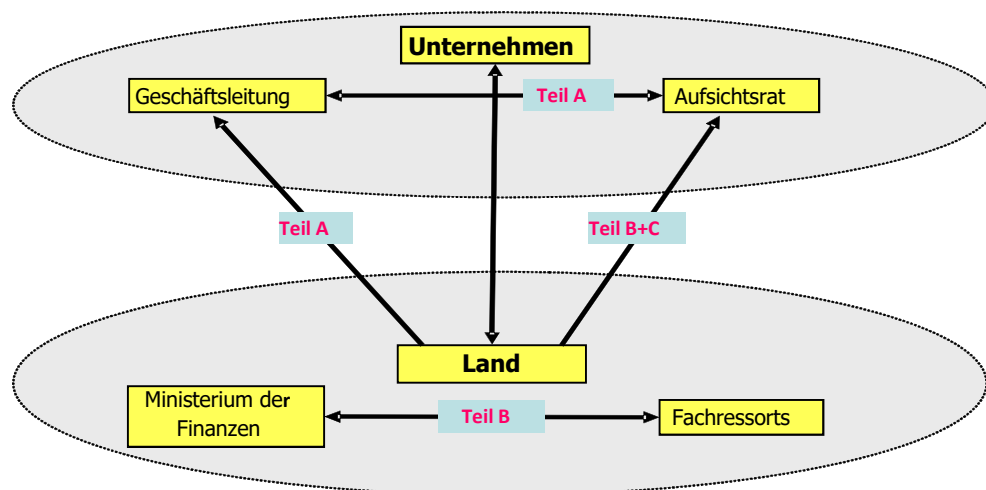 Unternehmen
Geschäftsleitung
Teil A
Aufsichtsrat
Teil A
Teil B+C
Land
Ministerium der
Finanzen
Teil B
Fachressorts